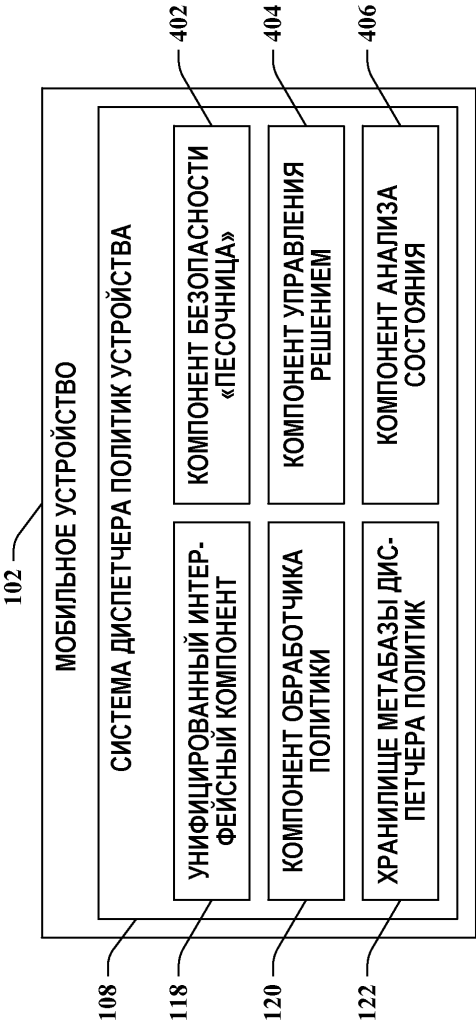 102
МОБИЛЬНОЕ УСТРОЙСТВО
108
СИСТЕМА ДИСПЕТЧЕРА ПОЛИТИК УСТРОЙСТВА
118
УНИФИЦИРОВАННЫЙ ИНТЕР-
ФЕЙСНЫЙ КОМПОНЕНТ
КОМПОНЕНТ БЕЗОПАСНОСТИ
«ПЕСОЧНИЦА»
402
120
КОМПОНЕНТ ОБРАБОТЧИКА
ПОЛИТИКИ
КОМПОНЕНТ УПРАВЛЕНИЯ
РЕШЕНИЕМ
404
122
ХРАНИЛИЩЕ МЕТАБАЗЫ ДИС-
ПЕТЧЕРА ПОЛИТИК
КОМПОНЕНТ АНАЛИЗА
СОСТОЯНИЯ
406